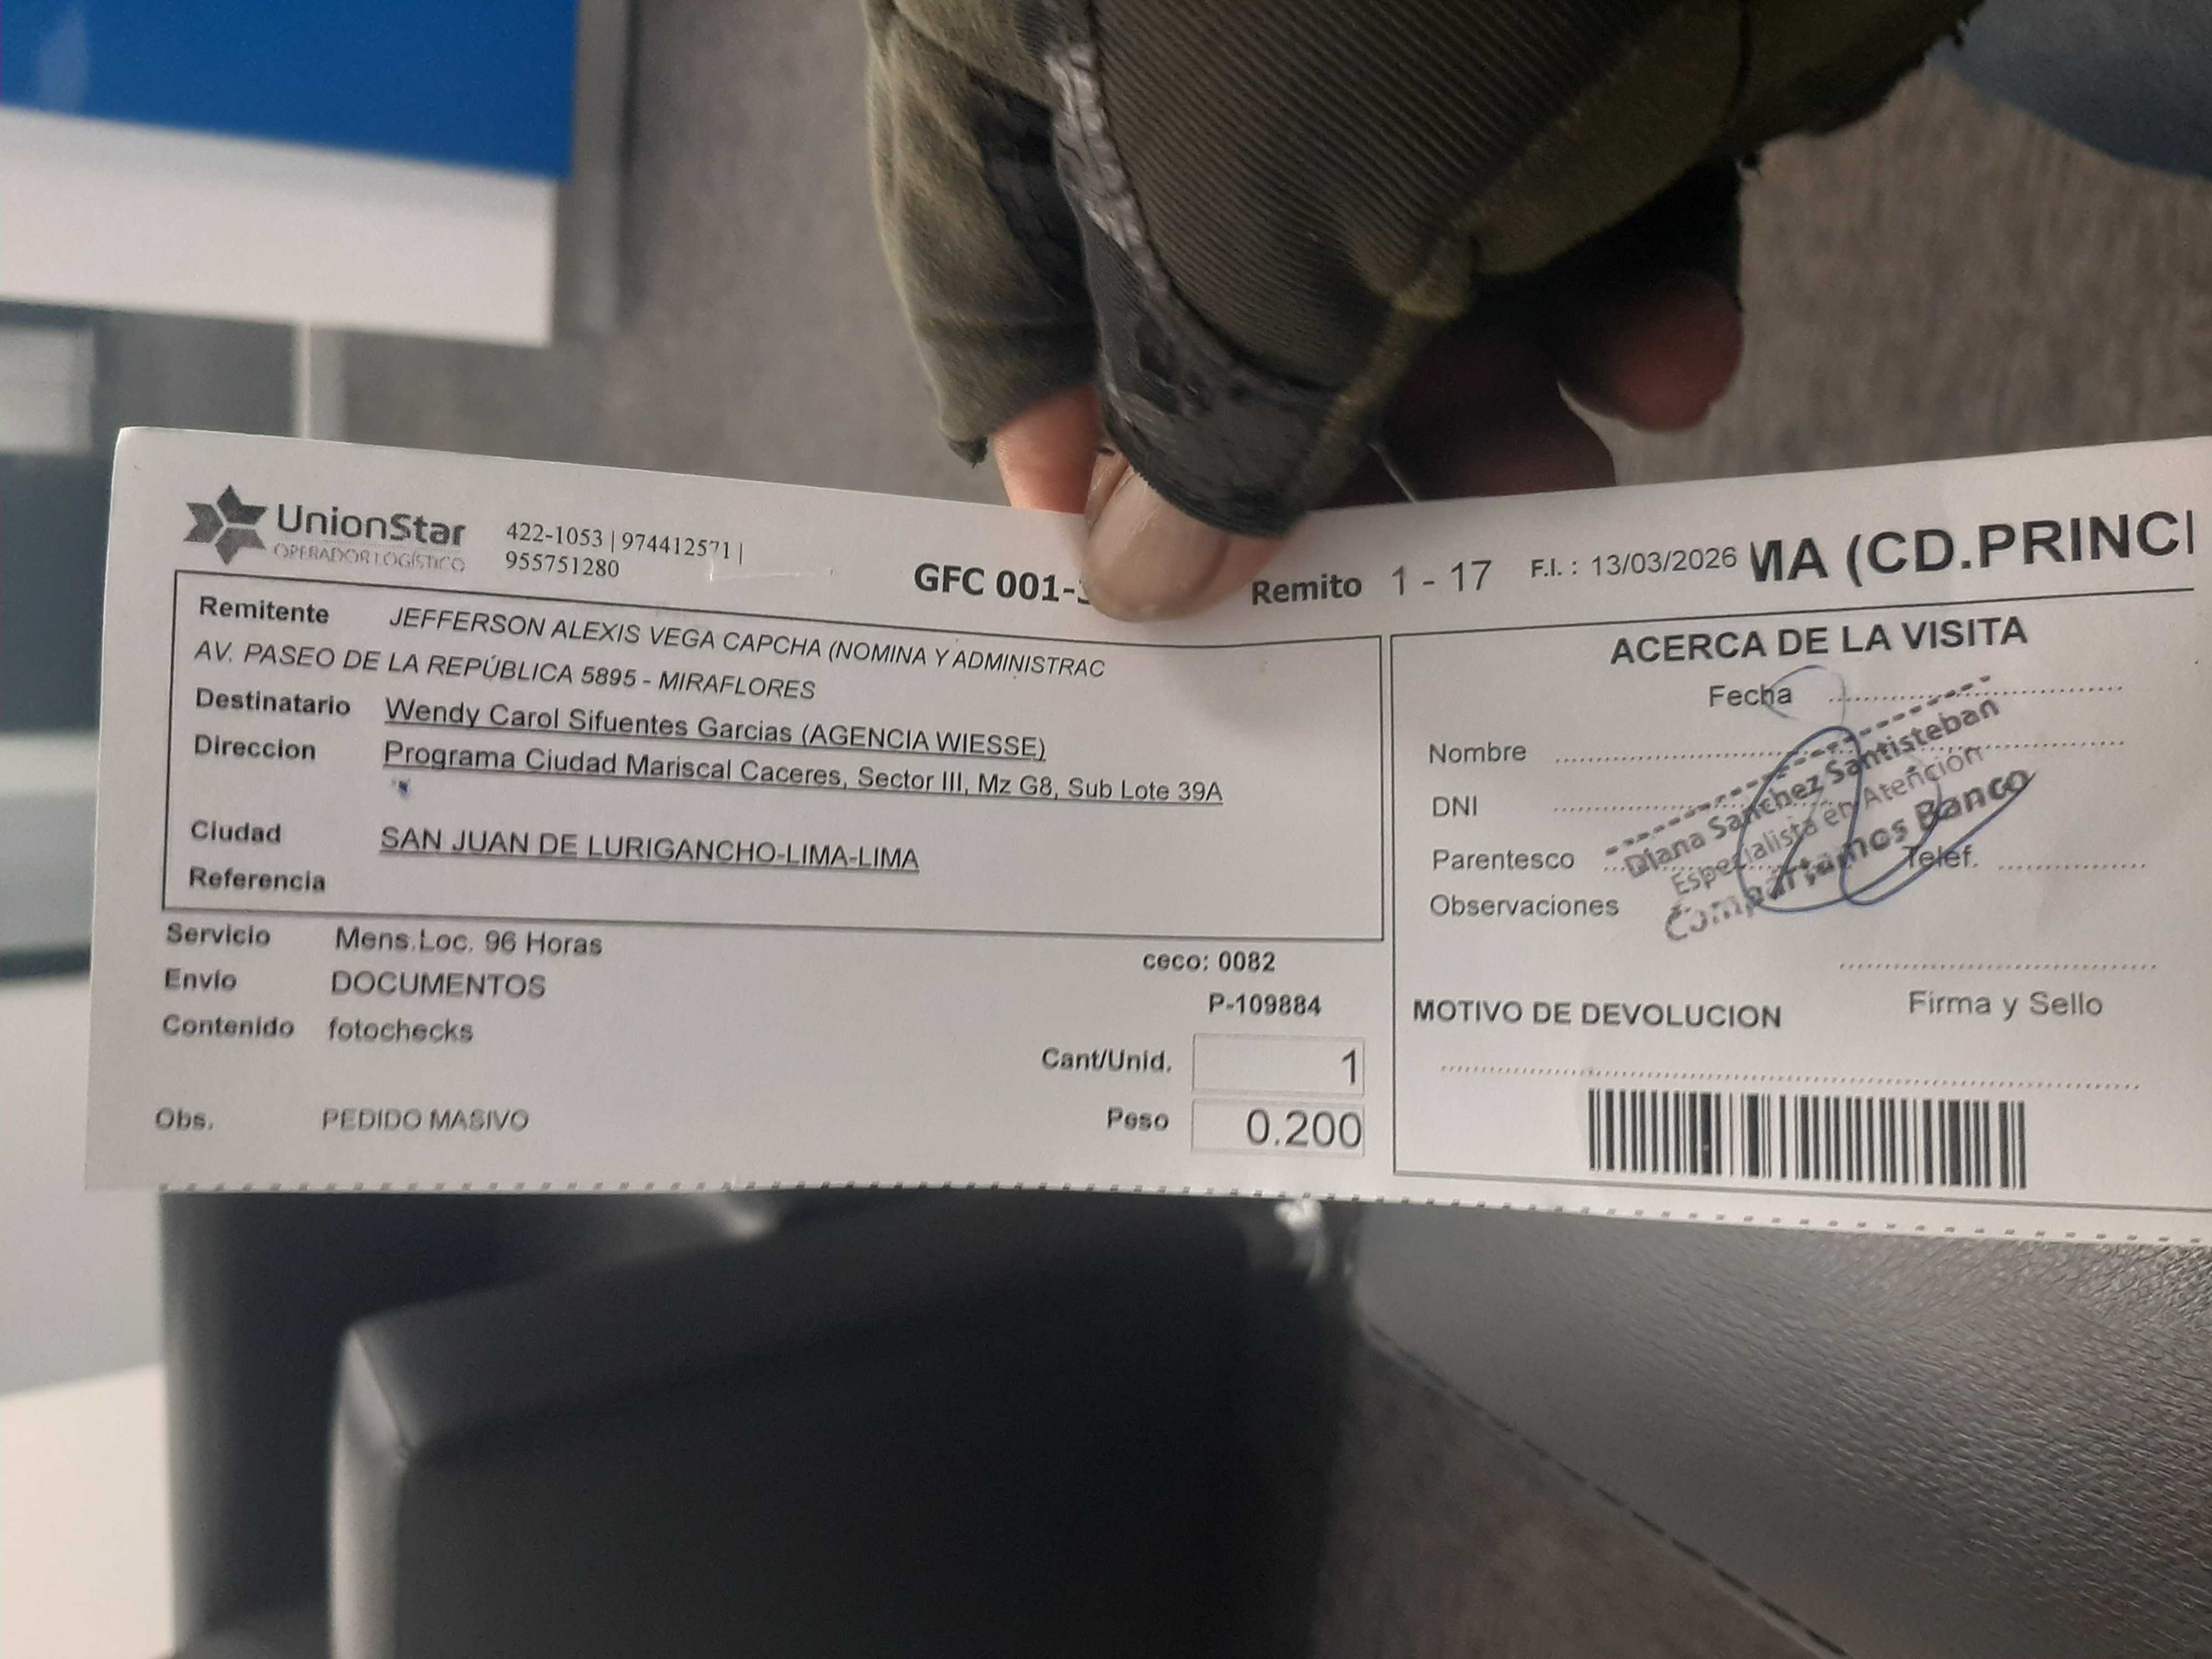 UnionStar
OPERADOR LOGÍSTICO
422-1053 | 974412571 |
955751280
GFC 001-
Remito 1 - 17
F.I. : 13/03/2026
MA (CD.PRINCI
Remitente JEFFERSON ALEXIS VEGA CAPCHA (NOMINA Y ADMINISTRAC
AV. PASEO DE LA REPÚBLICA 5895 - MIRAFLORES
Destinatario Wendy Carol Sifuentes Garcias (AGENCIA WIESSE)
Direccion Programa Ciudad Mariscal Caceres, Sector III, Mz G8, Sub Lote 39A
Ciudad SAN JUAN DE LURIGANCHO-LIMA-LIMA
Referencia
Servicio Mens.Loc. 96 Horas
Envío DOCUMENTOS
Contenido fotochecks
Obs. PEDIDO MASIVO
ceco: 0082
P-109884
Cant/Unid. 1
Peso 0.200
ACERCA DE LA VISITA
Fecha
Nombre
DNI
Parentesco
Telef.
Observaciones
Diana Sanchez Santisteban
Especialista en Atención
Compartamos Banco
Firma y Sello
MOTIVO DE DEVOLUCION